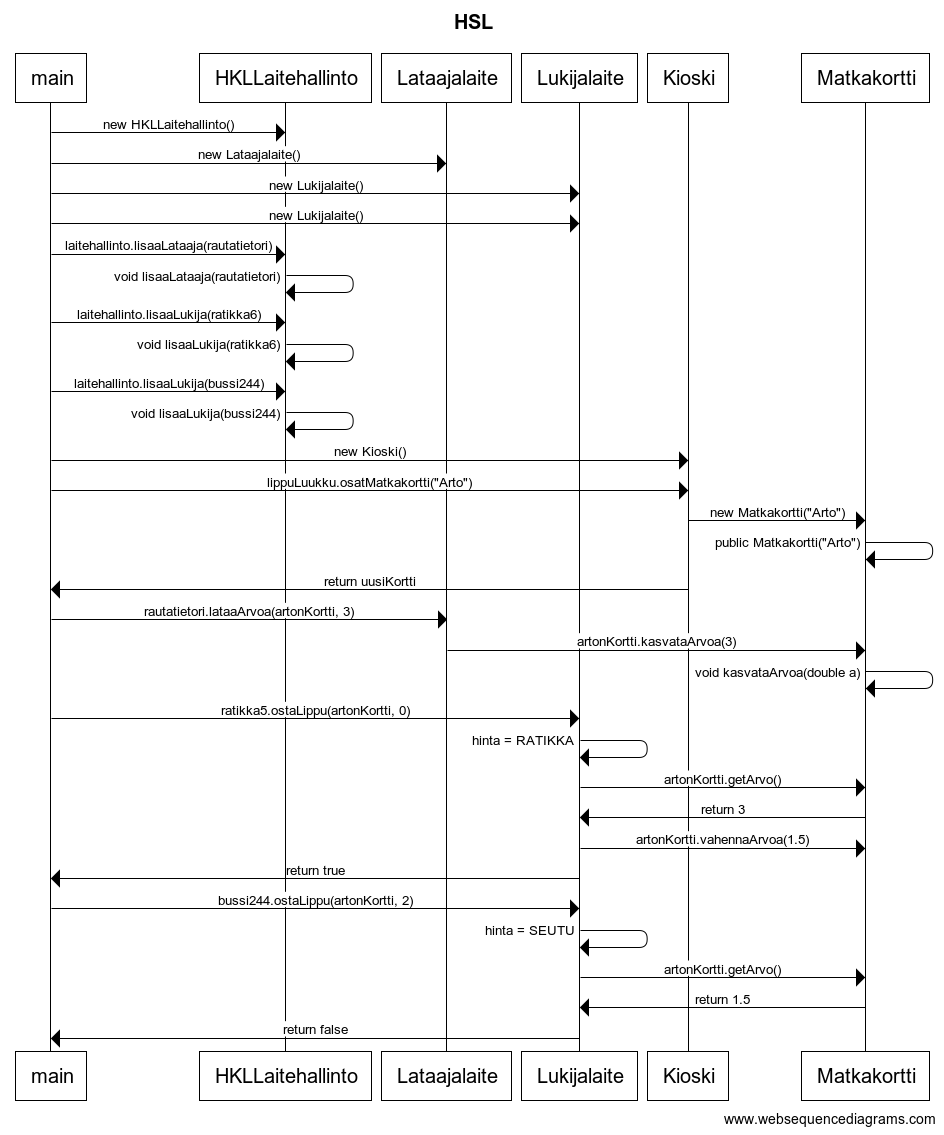 HSL
main HKLLaitehallinto Lataajalaite Lukijalaite Kioski Matkakortti
new HKLLaitehallinto()
new Lataajalaite()
new Lukijalaite()
new Lukijalaite()
laitehallinto.lisaaLataaja(rautatietori)
void lisaaLataaja(rautatietori)
laitehallinto.lisaaLukija(ratikka6)
void lisaaLukija(ratikka6)
laitehallinto.lisaaLukija(bussi244)
void lisaaLukija(bussi244)
new Kioski()
lippuLuukku.osatMatkakortti("Arto")
new Matkakortti("Arto")
public Matkakortti("Arto")
return uusiKortti
rautatietori.lataaArvoa(artonKortti, 3)
artonKortti.kasvataArvoa(3)
void kasvataArvoa(double a)
ratikka5.ostaLippu(artonKortti, 0)
hinta = RATIKKA
artonKortti.getArvo()
return 3
artonKortti.vahennaArvoa(1.5)
return true
bussi244.ostaLippu(artonKortti, 2)
hinta = SEUTU
artonKortti.getArvo()
return 1.5
return false
main HKLLaitehallinto Lataajalaite Lukijalaite Kioski Matkakortti
www.websequencediagrams.com